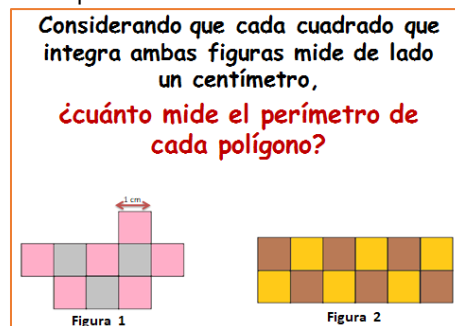 Considerando que cada cuadrado que
integra ambas figuras mide de lado
un centímetro,
¿cuánto mide el perímetro de
cada polígono?
1 cm
Figura 1
Figura 2